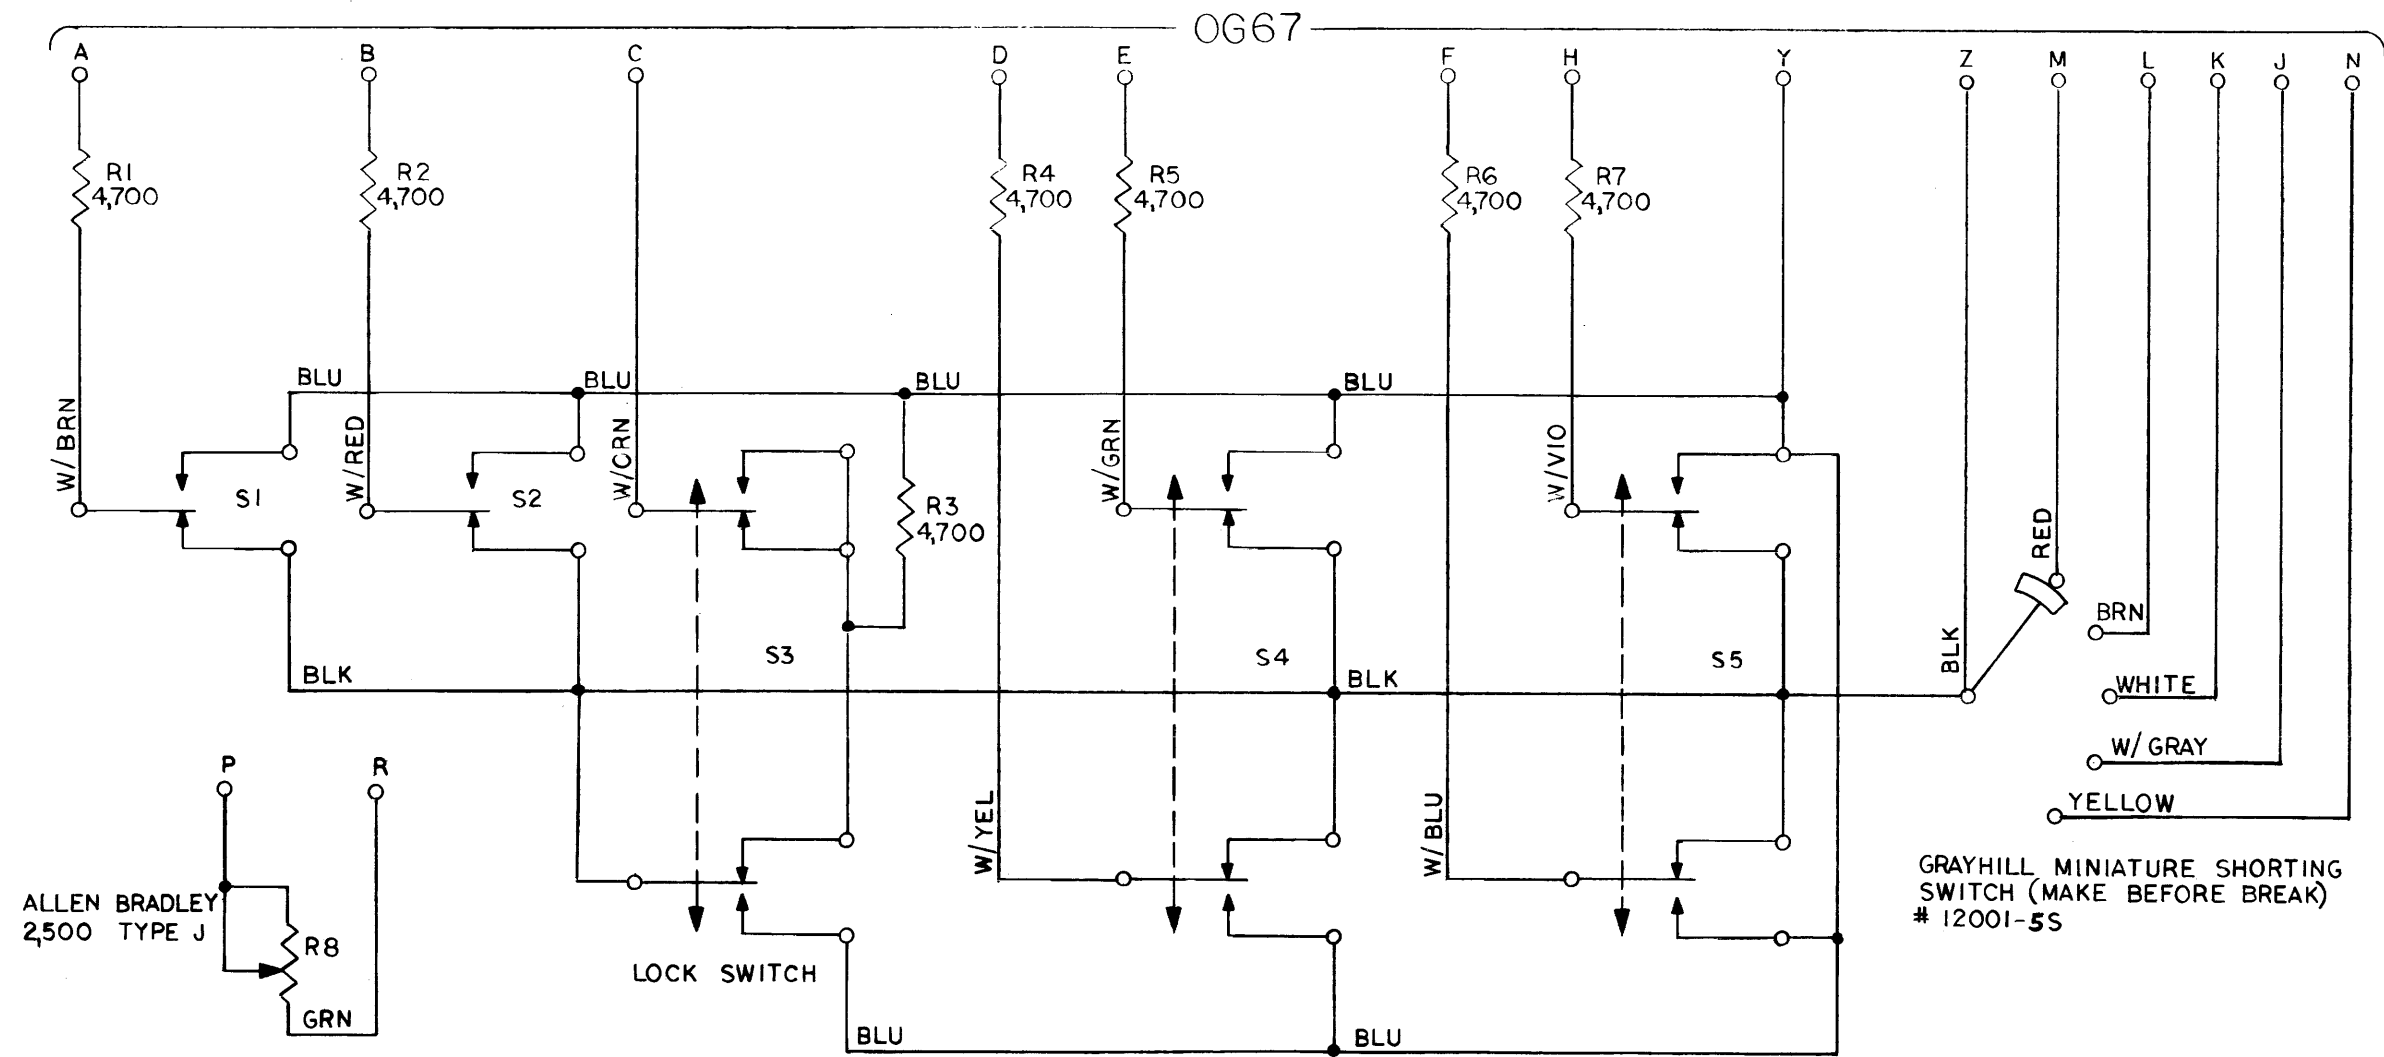 OG67
A B C D E F H Y Z M L K J N
R1
4,700
R2
4,700
R4
4,700
R5
4,700
R6
4,700
R7
4,700
BLU
BLU
BLU
BLU
W/BRN
W/RED
W/ORN
W/GRN
W/VIO
S1
S2
R3
4,700
RED
BRN
S3
S4
S5
BLK
BLK
BLK
WHITE
W/GRAY
YELLOW
P
R
W/YEL
W/BLU
ALLEN BRADLEY
2,500 TYPE J
R8
GRN
LOCK SWITCH
BLU
BLU
GRAYHILL MINIATURE SHORTING
SWITCH (MAKE BEFORE BREAK)
# 12001-5S